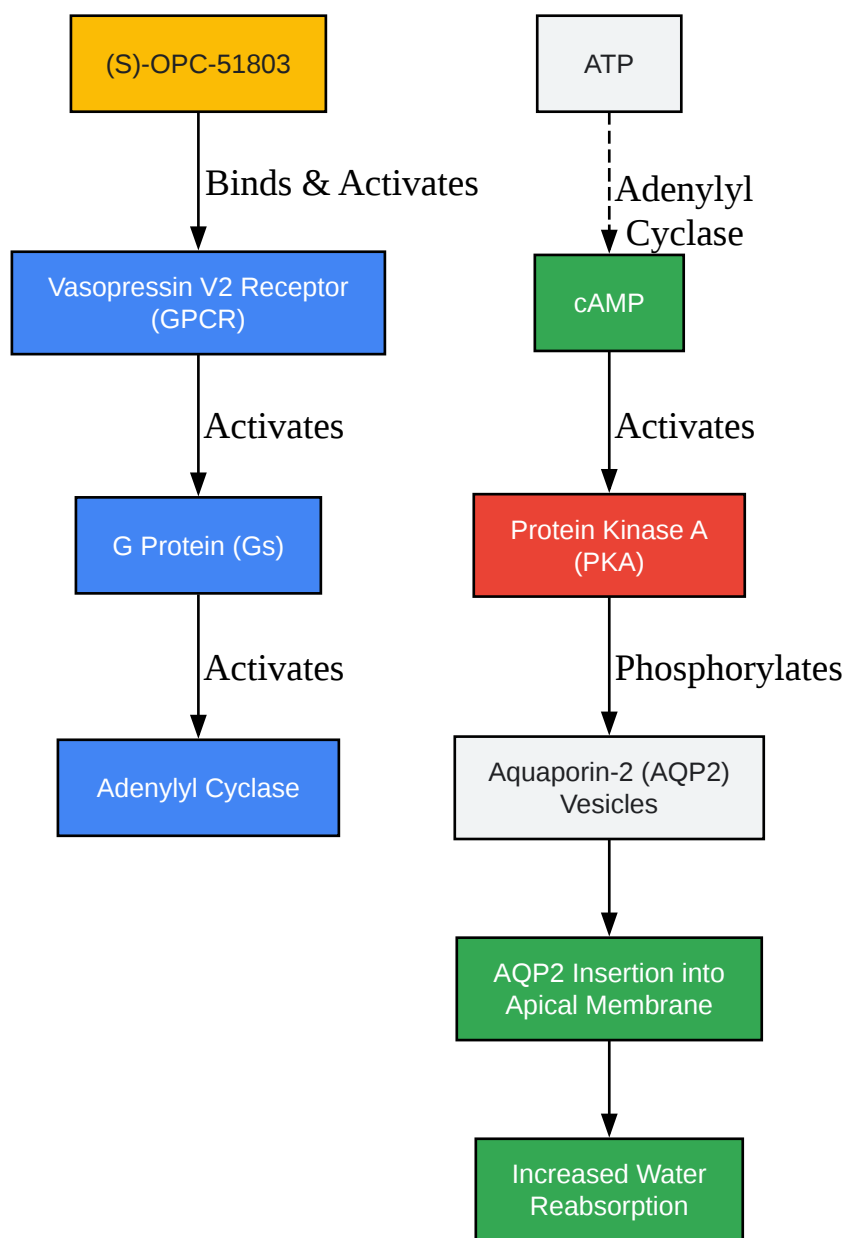 (S)-OPC-51803
Binds & Activates
Vasopressin V2 Receptor
(GPCR)
Activates
G Protein (Gs)
Activates
Adenylyl Cyclase
ATP
Adenylyl
Cyclase
cAMP
Activates
Protein Kinase A
(PKA)
Phosphorylates
Aquaporin-2 (AQP2)
Vesicles
AQP2 Insertion into
Apical Membrane
Increased Water
Reabsorption